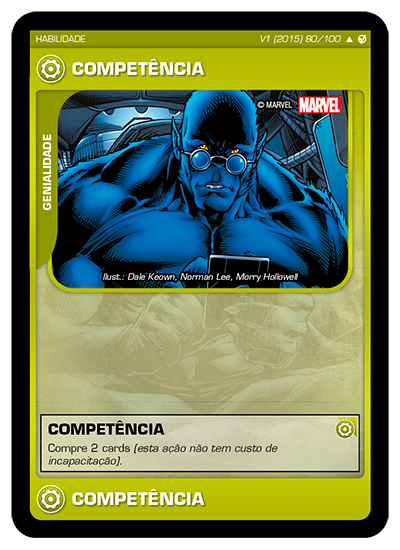 HABILIDADE
V1 (2015) 80/100 ▲
COMPETÊNCIA
GENIALIDADE
© MARVEL
MARVEL
Ilust.: Dale Keown, Norman Lee, Morry Hollowell
COMPETÊNCIA
Compre 2 cards (esta ação não tem custo de
incapacitação).
COMPETÊNCIA